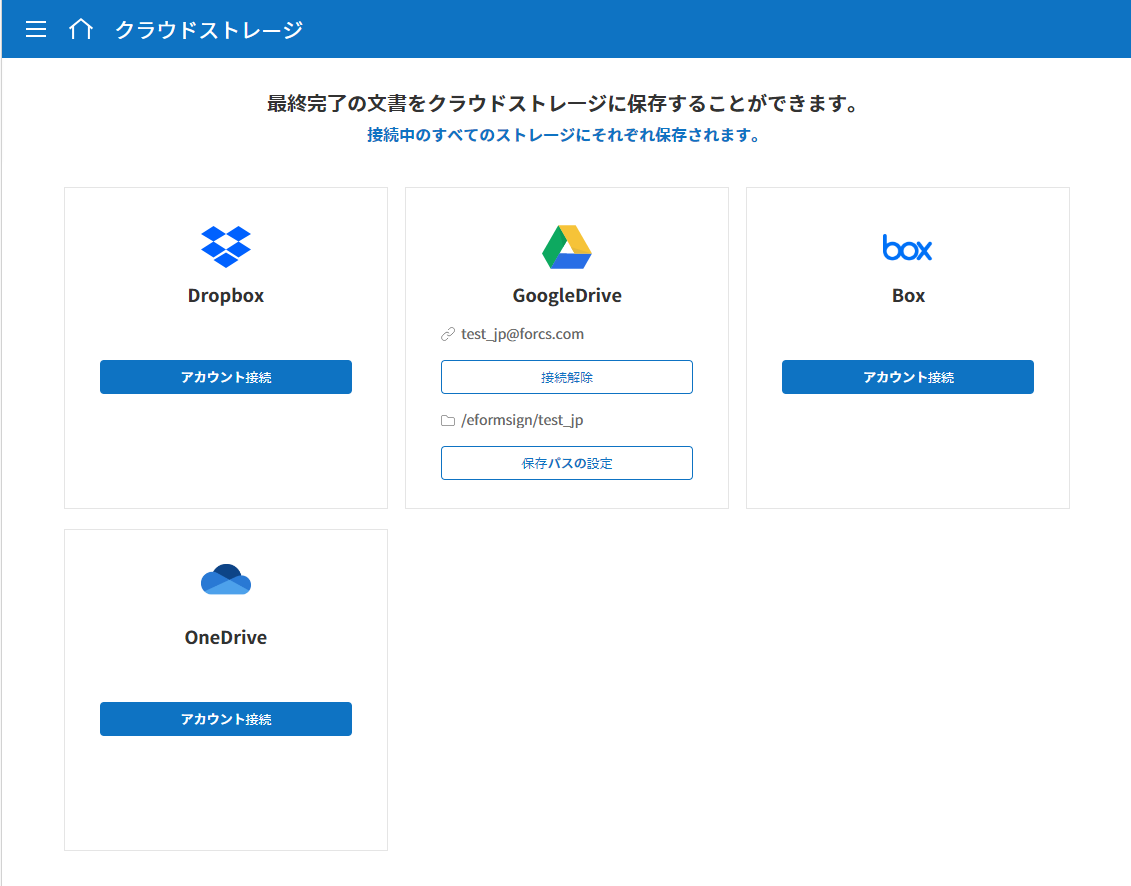 クラウドストレージ
最終完了の文書をクラウドストレージに保存することができます。
接続中のすべてのストレージにそれぞれ保存されます。
Dropbox
アカウント接続
GoogleDrive
test_jp@forcs.com
接続解除
/eformsign/test_jp
保存パスの設定
box
Box
アカウント接続
OneDrive
アカウント接続